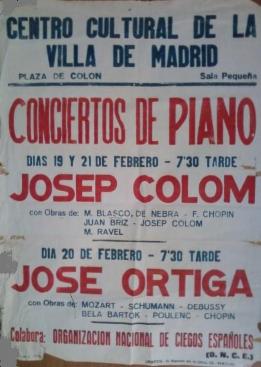 CENTRO CULTURAL DE LA
VILLA DE MADRID
PLAZA DE COLON Sala Pequeña
CONCIERTOS DE PIANO
DIAS 19 Y 21 DE FEBRERO - 7'30 TARDE
JOSEP COLOM
con Obras de: M. BLASCO, DE NEBRA - F. CHOPIN
JUAN BRIZ - JOSEP COLOM
M. RAVEL
DIA 20 DE FEBRERO - 7'30 TARDE
JOSE ORTIGA
con Obras de: MOZART - SCHUMANN - DEBUSSY
BELA BARTOK - POULENC - CHOPIN
Colabora: ORGANIZACION NACIONAL DE CIEGOS ESPAÑOLES
(O.N.C.E.)